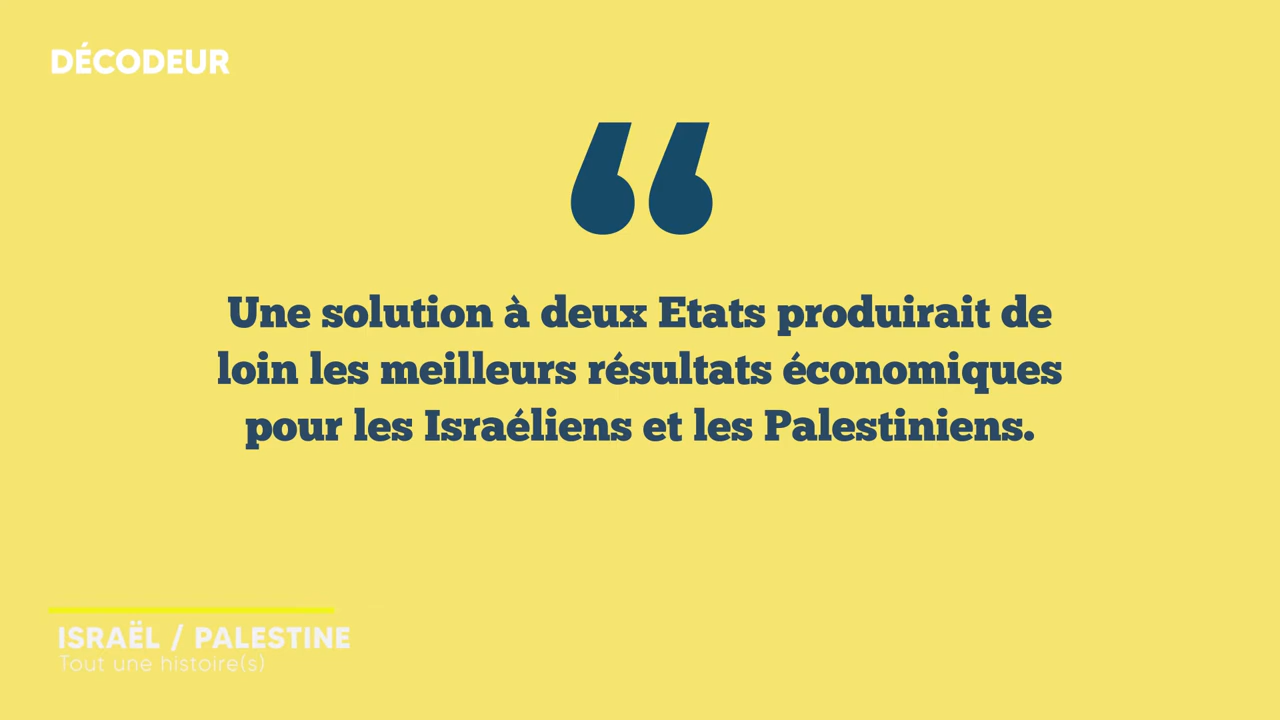 DÉCODEUR
“
Une solution à deux Etats produirait de
loin les meilleurs résultats économiques
pour les Israéliens et les Palestiniens.
ISRAËL / PALESTINE
Tout une histoire(s)